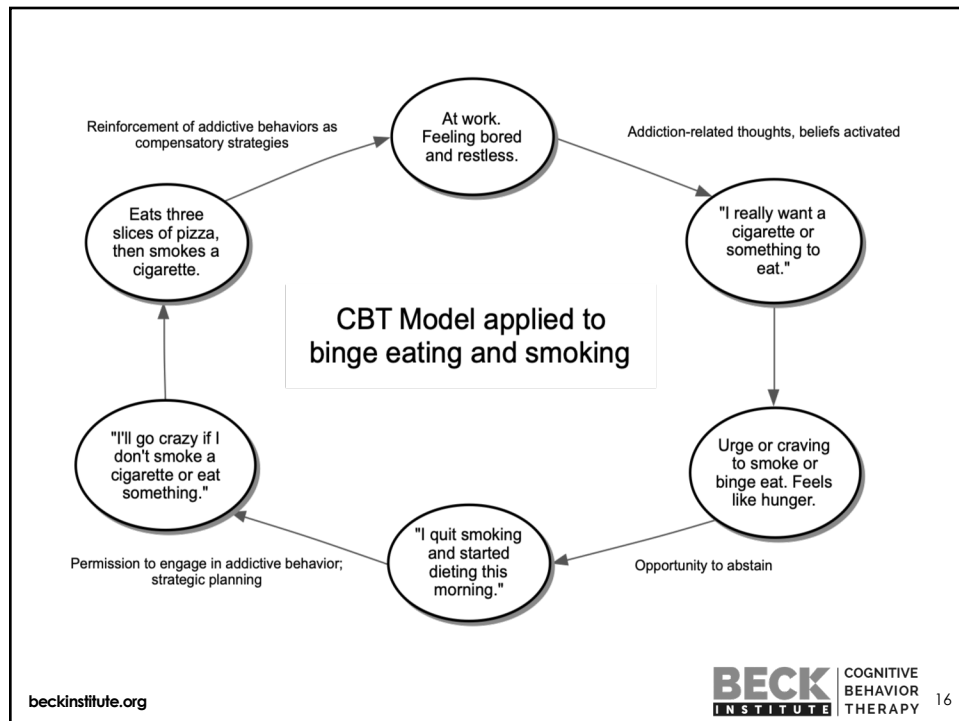 At work.
Feeling bored
and restless.
Reinforcement of addictive behaviors as
compensatory strategies
Addiction-related thoughts, beliefs activated
Eats three
slices of pizza,
then smokes a
cigarette.
"I really want a
cigarette or
something to
eat."
CBT Model applied to
binge eating and smoking
"I'll go crazy if I
don't smoke a
cigarette or eat
something."
Urge or craving
to smoke or
binge eat. Feels
like hunger.
"I quit smoking
and started
dieting this
morning."
Permission to engage in addictive behavior;
strategic planning
Opportunity to abstain
beckinstitute.org
BECK
INSTITUTE
COGNITIVE
BEHAVIOR
THERAPY
16